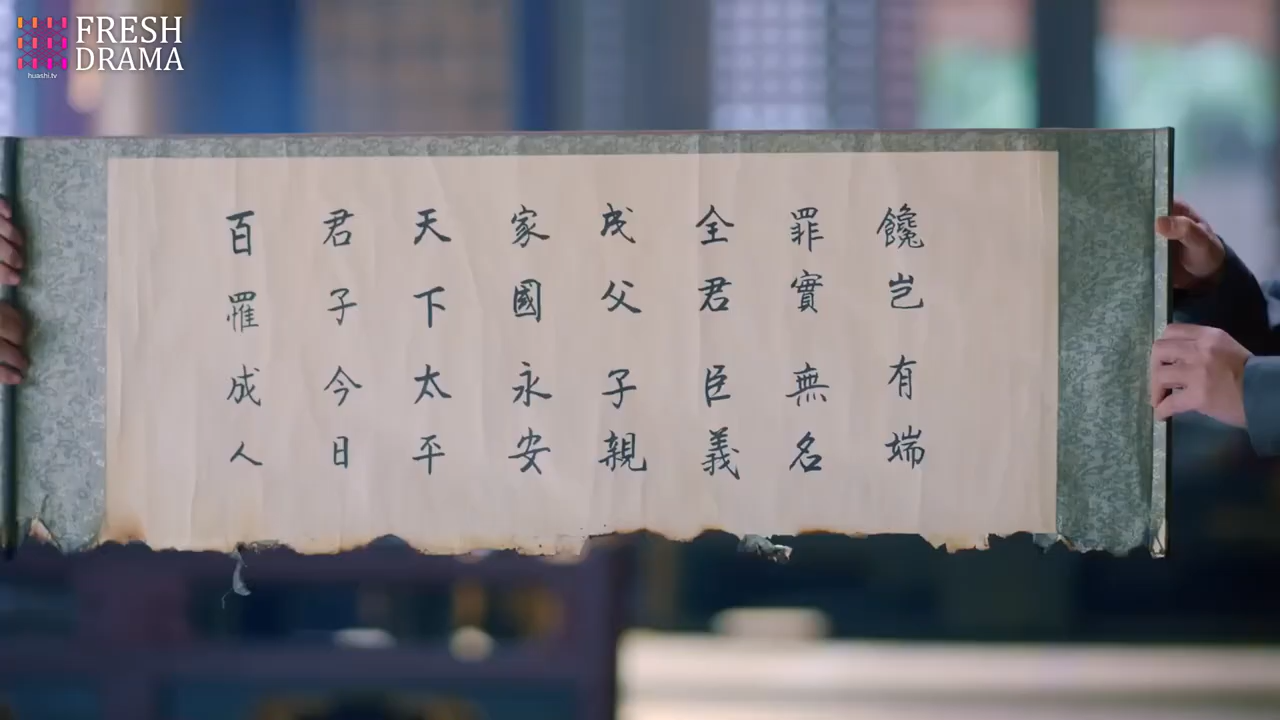 FRESH
DRAMA
huashi.tv
馋岂有端
罪實無名
全君臣義
成父子親
家國永安
天下太平
君子今日
百罹成人